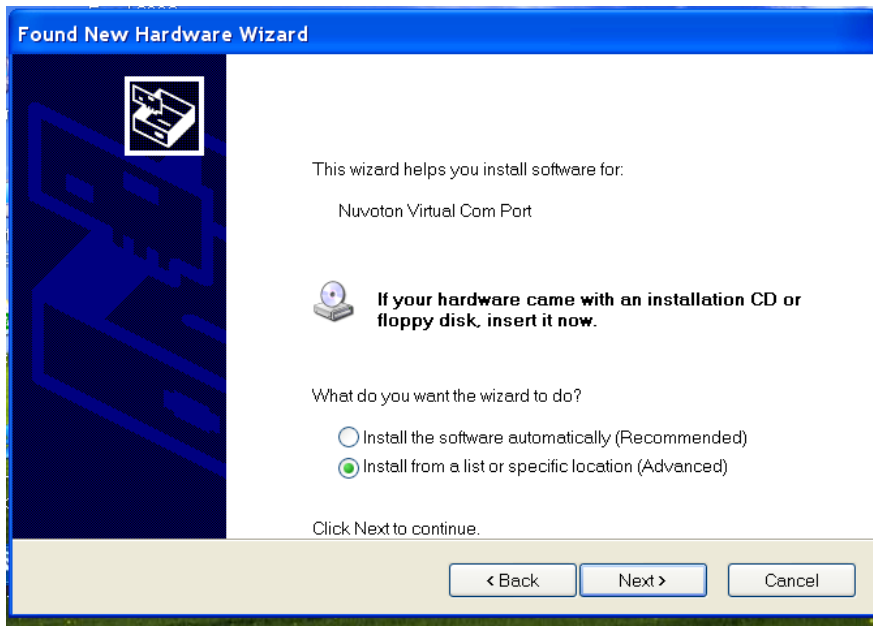 Found New Hardware Wizard
This wizard helps you install software for:
Nuvoton Virtual Com Port
If your hardware came with an installation CD or
floppy disk, insert it now.
What do you want the wizard to do?
Install the software automatically (Recommended)
Install from a list or specific location (Advanced)
Click Next to continue.
< Back
Next >
Cancel